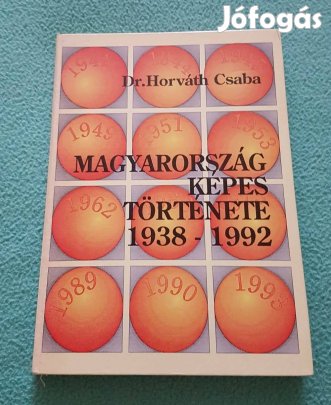 Jófogás
Dr.Horváth Csaba
1949
1951
1953
MAGYARORSZÁG
KÉPES
TÖRTÉNETE
1962
1938 - 1992
1989
1990